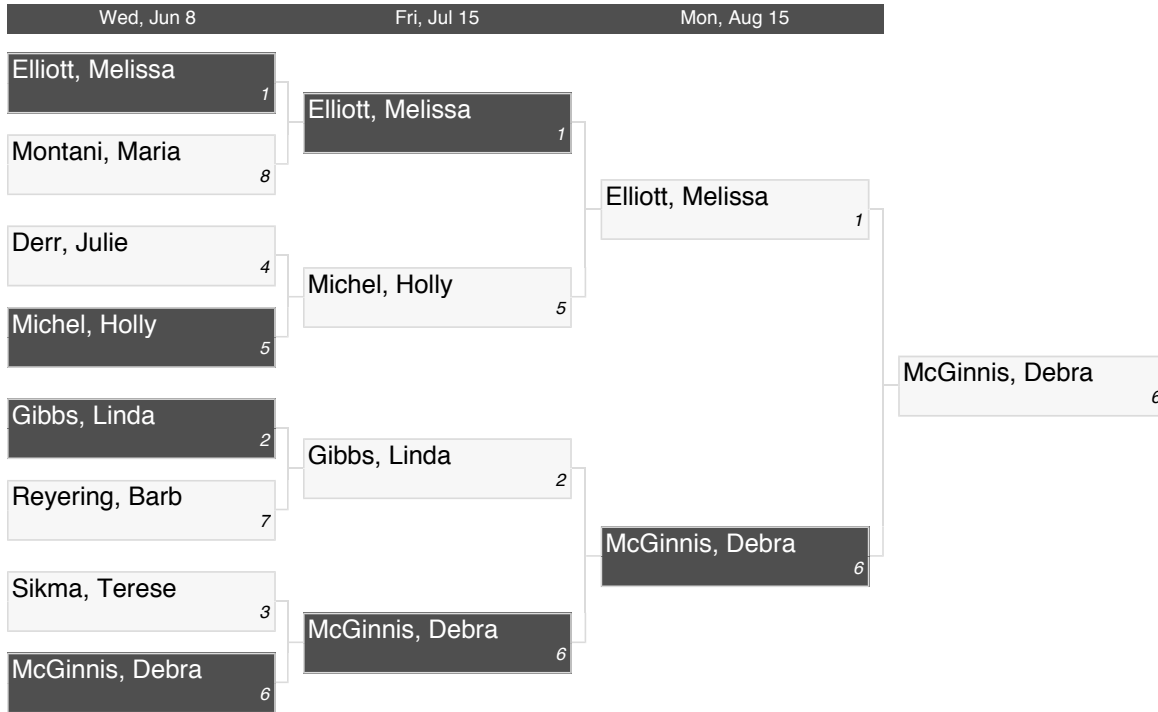 Wed, Jun 8
Fri, Jul 15
Mon, Aug 15
Elliott, Melissa
1
Montani, Maria
8
Derr, Julie
4
Michel, Holly
5
Gibbs, Linda
2
Reyering, Barb
7
Sikma, Terese
3
McGinnis, Debra
6
Elliott, Melissa
1
Michel, Holly
5
Gibbs, Linda
2
McGinnis, Debra
6
Elliott, Melissa
1
McGinnis, Debra
6
McGinnis, Debra
6